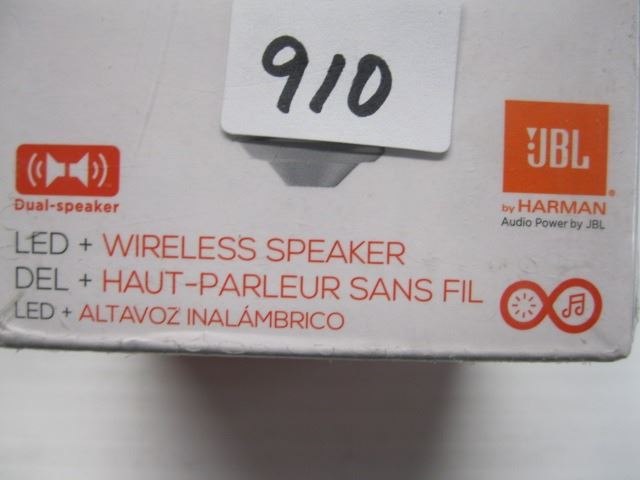 910
JBL
by HARMAN
Audio Power by JBL
Dual-speaker
LED + WIRELESS SPEAKER
DEL + HAUT-PARLEUR SANS FIL
LED + ALTAVOZ INALÁMBRICO